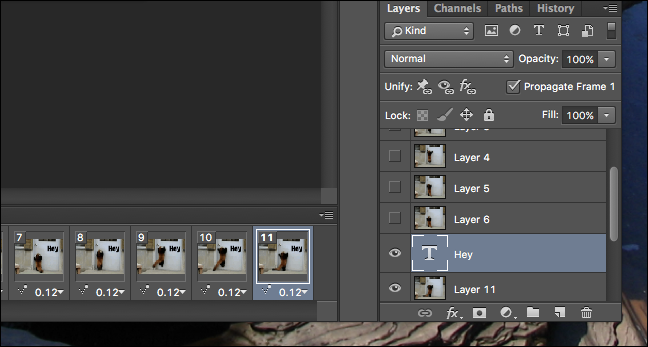 Layers Channels Paths History
Kind
Normal Opacity: 100%
Unify: Propagate Frame 1
Lock: Fill: 100%
Layer 4
Layer 5
Layer 6
Hey
Layer 11
7 8 9 10 11
Hey Hey Hey Hey Hey
0.12 0.12 0.12 0.12 0.12
fx